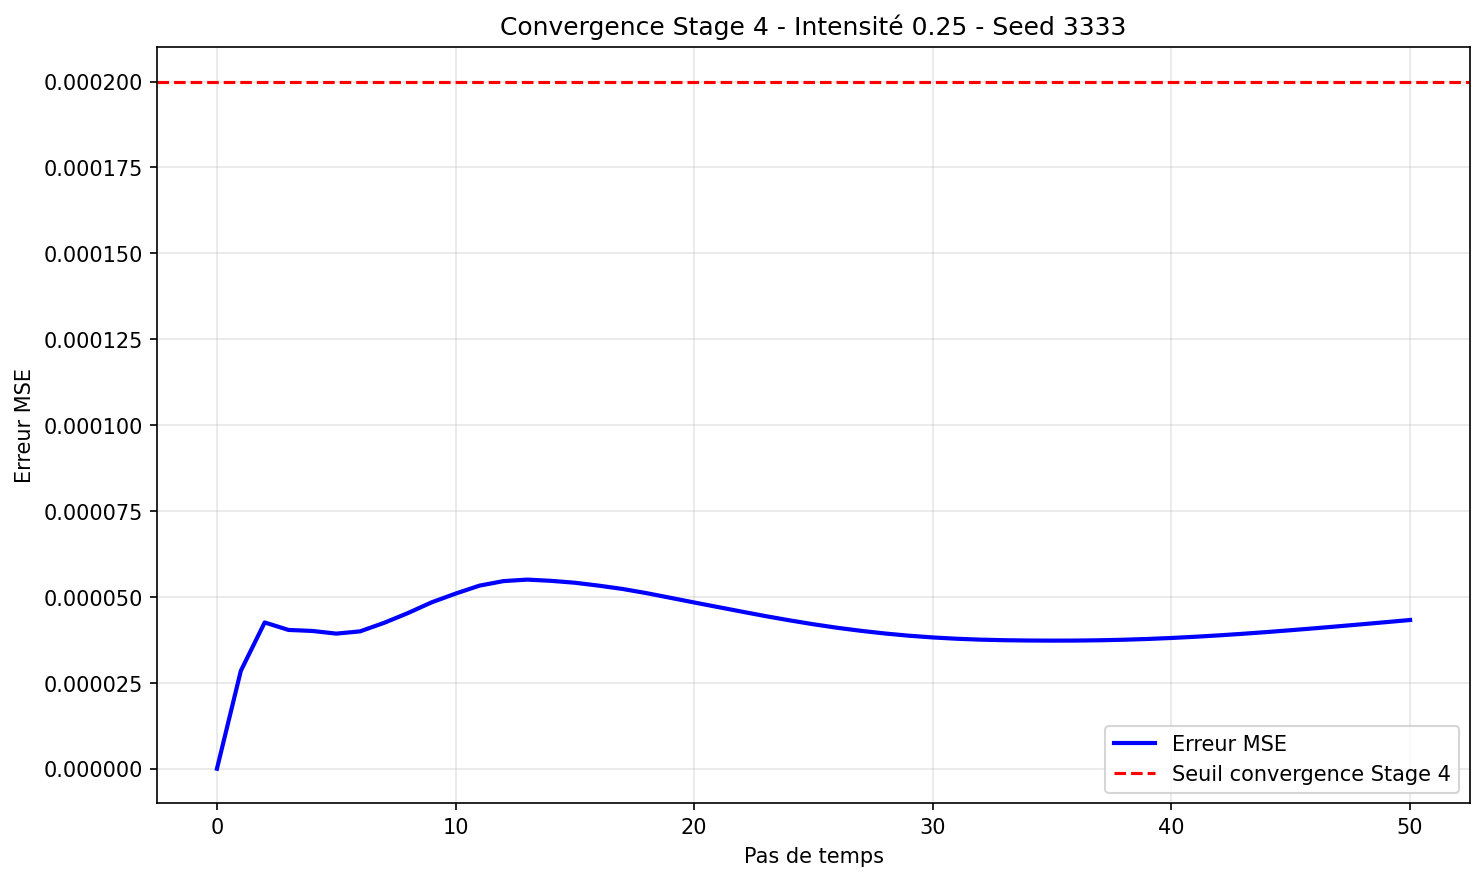 Convergence Stage 4 - Intensité 0.25 - Seed 3333
Erreur MSE
0.000200
0.000175
0.000150
0.000125
0.000100
0.000075
0.000050
0.000025
0.000000
Erreur MSE
Seuil convergence Stage 4
0 10 20 30 40 50
Pas de temps